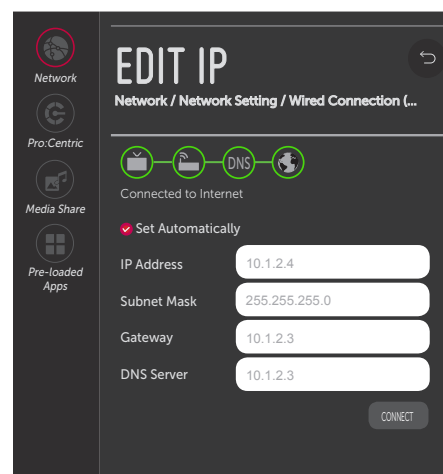 Network
Pro:Centric
Media Share
Pre-loaded
Apps
EDIT IP
Network / Network Setting / Wired Connection (...
DNS
Connected to Internet
Set Automatically
IP Address 10.1.2.4
Subnet Mask 255.255.255.0
Gateway 10.1.2.3
DNS Server 10.1.2.3
CONNECT